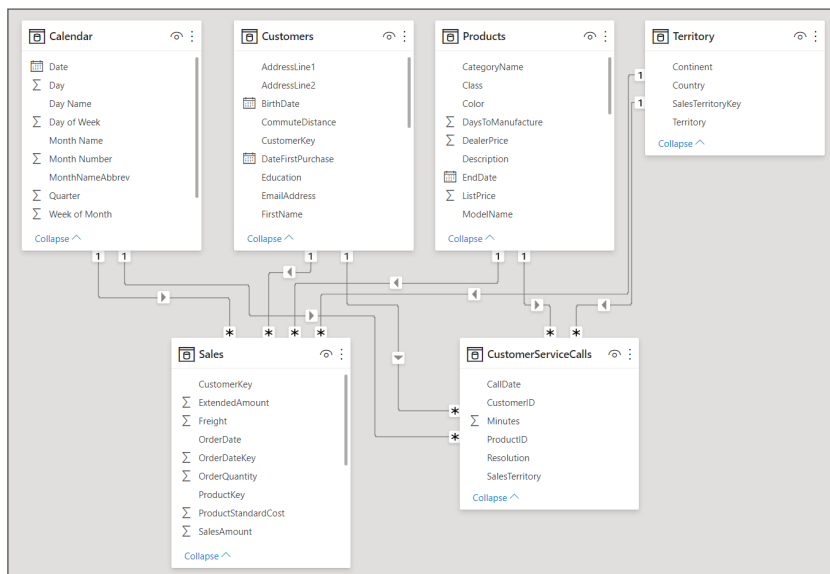 Calendar
Date
Day
Day Name
Day of Week
Month Name
Month Number
MonthNameAbbrev
Quarter
Week of Month
Collapse
Customers
AddressLine1
AddressLine2
BirthDate
CommuteDistance
CustomerKey
DateFirstPurchase
Education
EmailAddress
FirstName
Collapse
Products
CategoryName
Class
Color
DaysToManufacture
DealerPrice
Description
EndDate
ListPrice
ModelName
Collapse
Territory
Continent
Country
SalesTerritoryKey
Territory
Collapse
1
1
1 1
1
1
1 1
* * * *
* *
Sales
CustomerKey
ExtendedAmount
Freight
OrderDate
OrderDateKey
OrderQuantity
ProductKey
ProductStandardCost
SalesAmount
Collapse
*
*
CustomerServiceCalls
CallDate
CustomerID
Minutes
ProductID
Resolution
SalesTerritory
Collapse